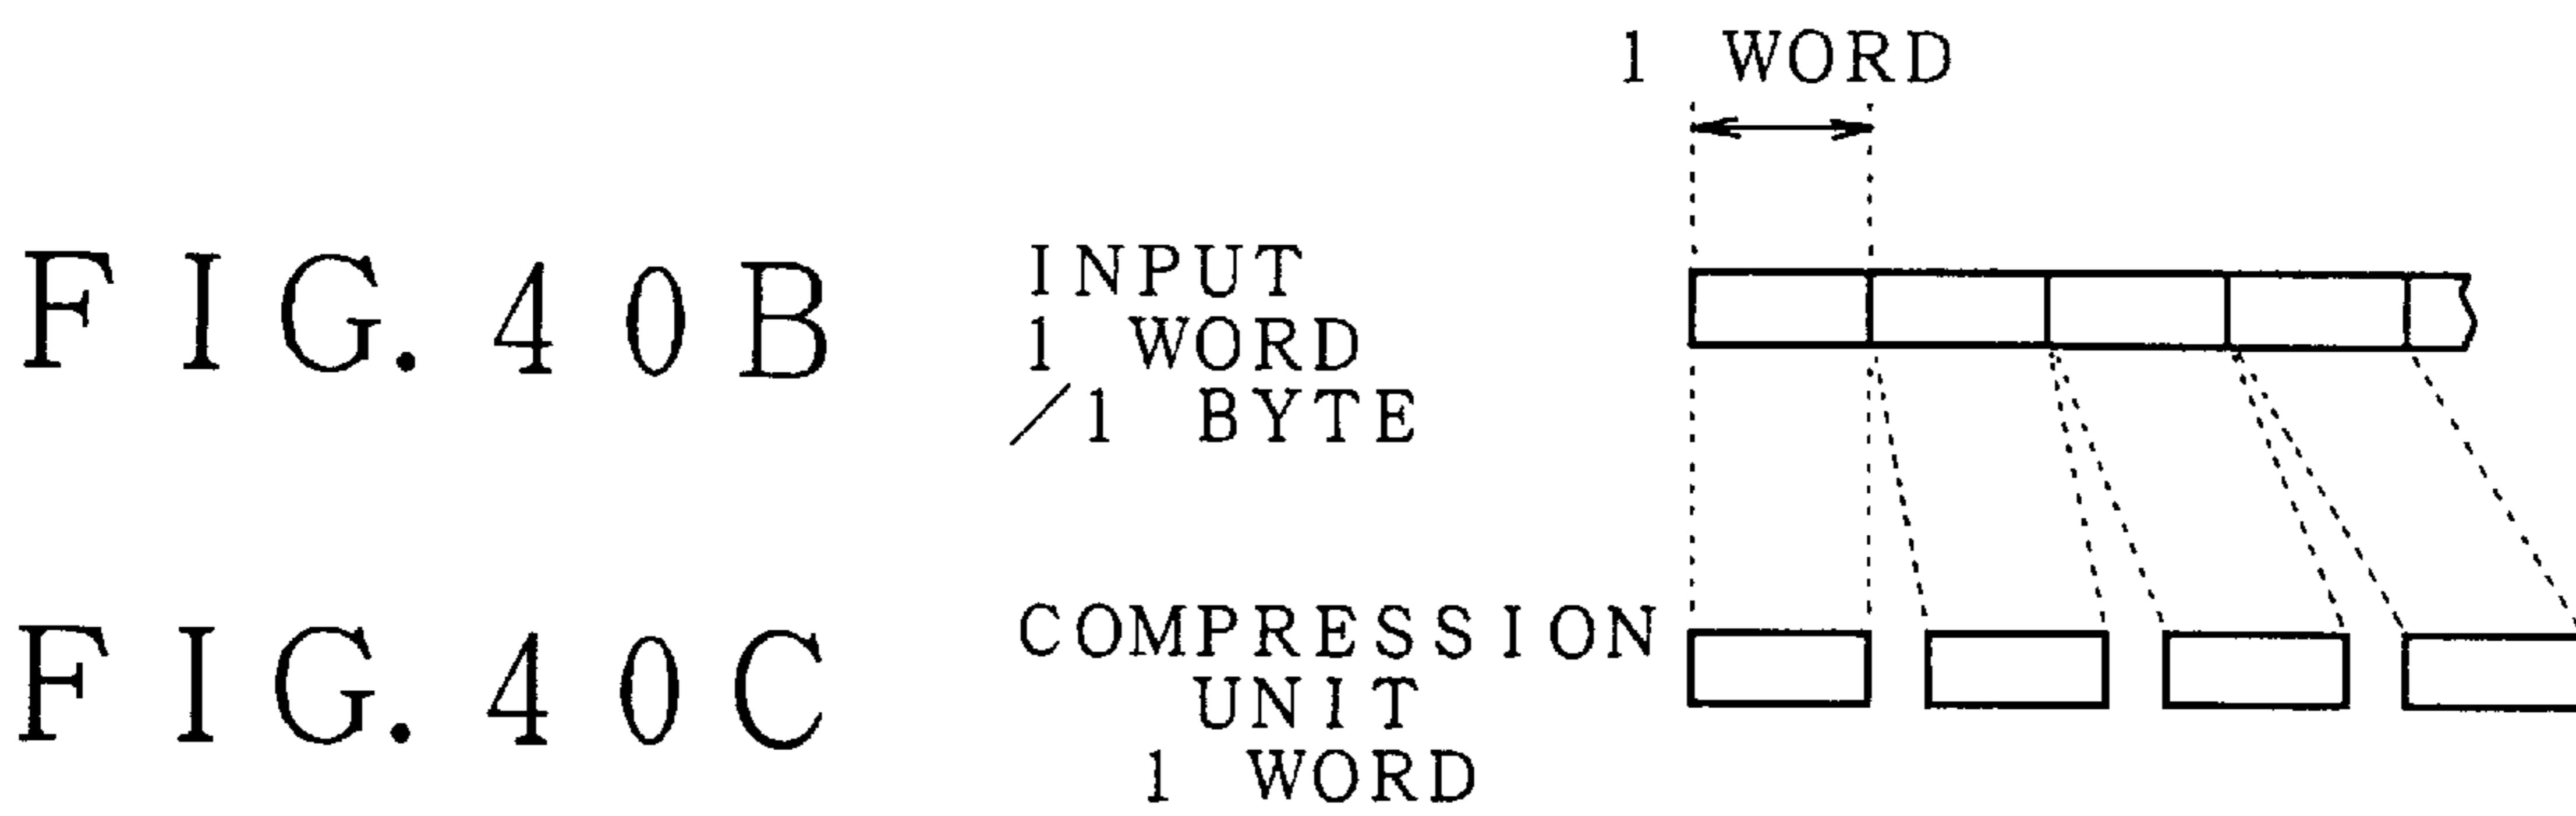 1 WORD
FIG. 40B
INPUT
1 WORD
/1 BYTE
FIG. 40C
COMPRESSION
UNIT
1 WORD